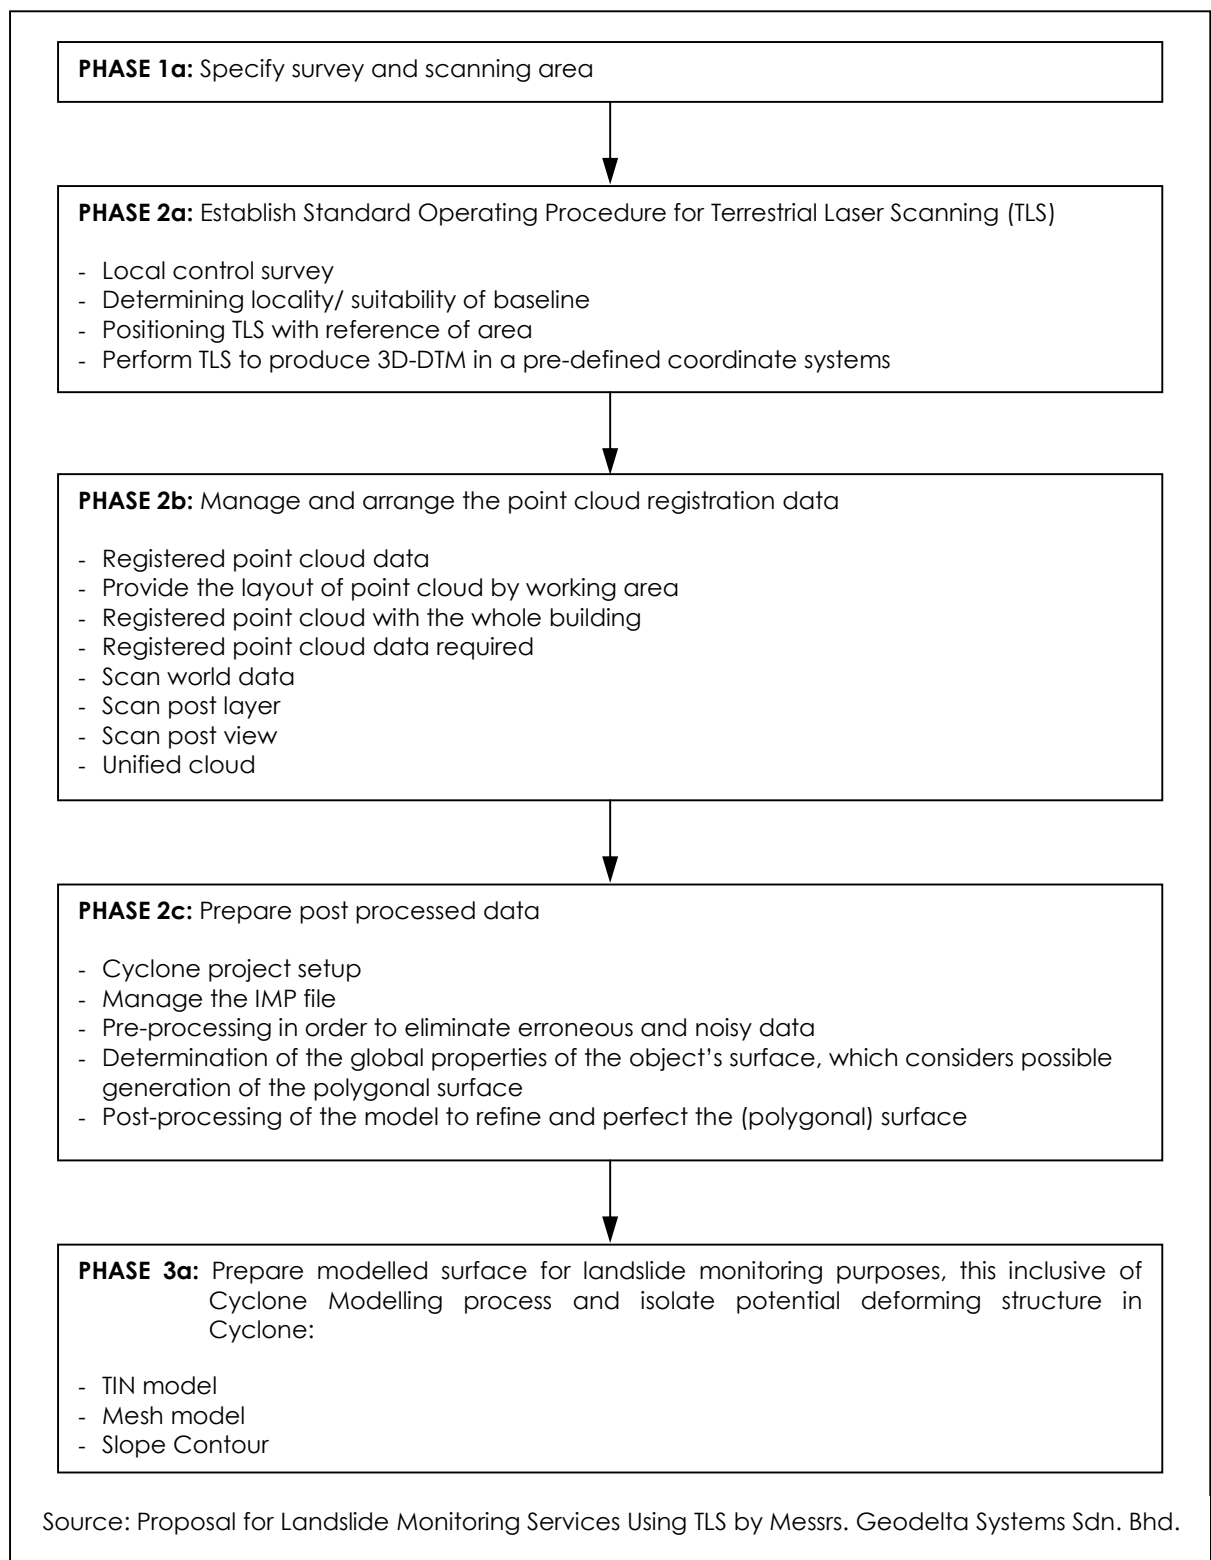 PHASE 1a: Specify survey and scanning area
PHASE 2a: Establish Standard Operating Procedure for Terrestrial Laser Scanning (TLS)
- Local control survey
- Determining locality/ suitability of baseline
- Positioning TLS with reference of area
- Perform TLS to produce 3D-DTM in a pre-defined coordinate systems
PHASE 2b: Manage and arrange the point cloud registration data
- Registered point cloud data
- Provide the layout of point cloud by working area
- Registered point cloud with the whole building
- Registered point cloud data required
- Scan world data
- Scan post layer
- Scan post view
- Unified cloud
PHASE 2c: Prepare post processed data
- Cyclone project setup
- Manage the IMP file
- Pre-processing in order to eliminate erroneous and noisy data
- Determination of the global properties of the object's surface, which considers possible
generation of the polygonal surface
- Post-processing of the model to refine and perfect the (polygonal) surface
PHASE 3a: Prepare modelled surface for landslide monitoring purposes, this inclusive of
Cyclone Modelling process and isolate potential deforming structure in
Cyclone:
- TIN model
- Mesh model
- Slope Contour
Source: Proposal for Landslide Monitoring Services Using TLS by Messrs. Geodelta Systems Sdn. Bhd.